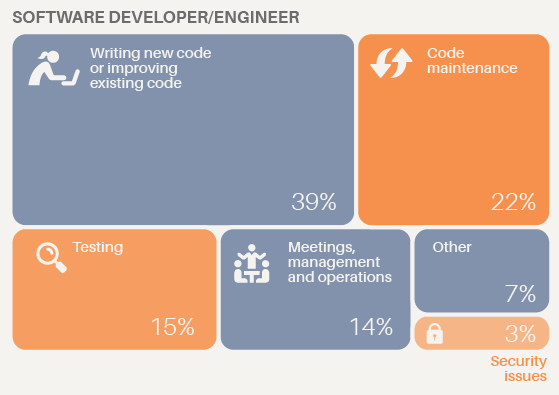 SOFTWARE DEVELOPER/ENGINEER
Writing new code
or improving
existing code
39%
Code
maintenance
22%
Testing
15%
Meetings,
management
and operations
14%
Other
7%
3%
Security
issues